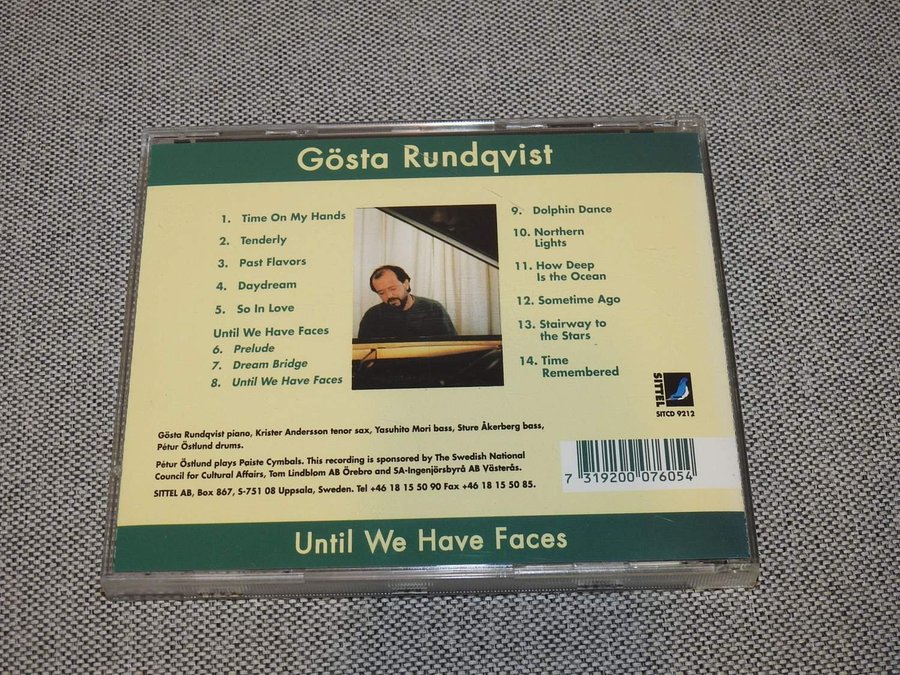 Gösta Rundqvist
1. Time On My Hands
2. Tenderly
3. Past Flavors
4. Daydream
5. So In Love
Until We Have Faces
6. Prelude
7. Dream Bridge
8. Until We Have Faces
9. Dolphin Dance
10. Northern
Lights
11. How Deep
Is the Ocean
12. Sometime Ago
13. Stairway to
the Stars
14. Time
Remembered
SITTEL
SITCD 9212
Gösta Rundqvist piano, Krister Andersson tenor sax, Yasuhito Mori bass, Sture Åkerberg bass,
Pétur Östlund drums.
Pétur Östlund plays Paiste Cymbals. This recording is sponsored by The Swedish National
Council for Cultural Affairs, Tom Lindblom AB Örebro and SA-Ingenjörsbyrå AB Västerås.
SITTEL AB, Box 867, S-751 08 Uppsala, Sweden. Tel +46 18 15 50 90 Fax +46 18 15 50 85.
7 319200 076054
Until We Have Faces